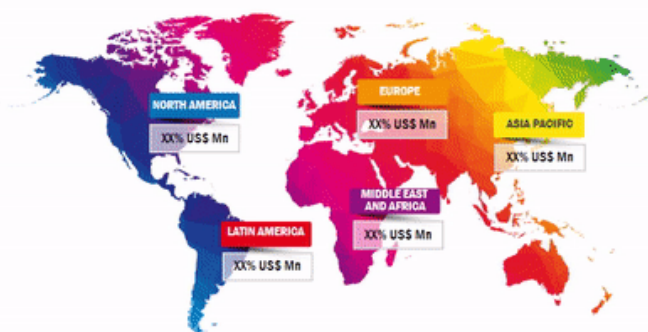 NORTH AMERICA
XX% US$ Mn
EUROPE
XX% US$ Mn
ASIA PACIFIC
XX% US$ Mn
MIDDLE EAST
AND AFRICA
XX% US$ Mn
LATIN AMERICA
XX% US$ Mn